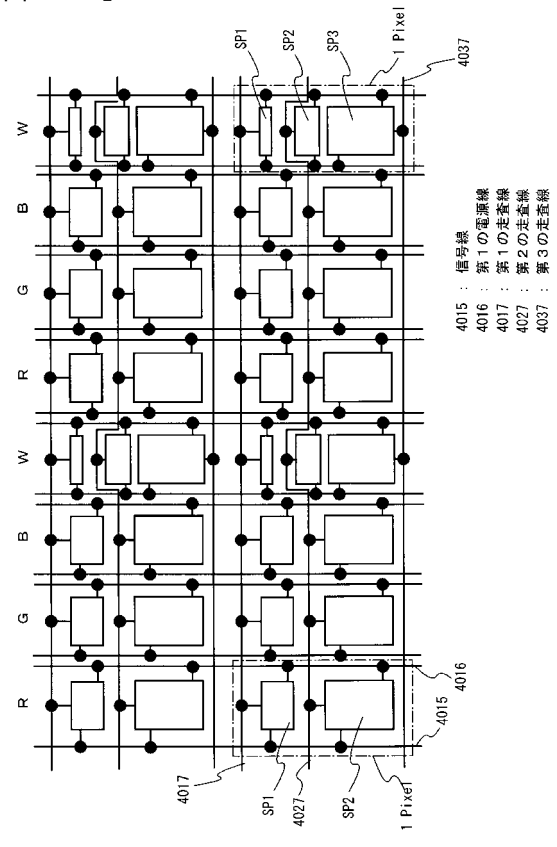 R G B W R G B W
4017
SP1
4027
SP2
1 Pixel
4015
4016
SP1
SP2
SP3
1 Pixel
4037
4015 : 信号線
4016 : 第1の電源線
4017 : 第1の走査線
4027 : 第2の走査線
4037 : 第3の走査線